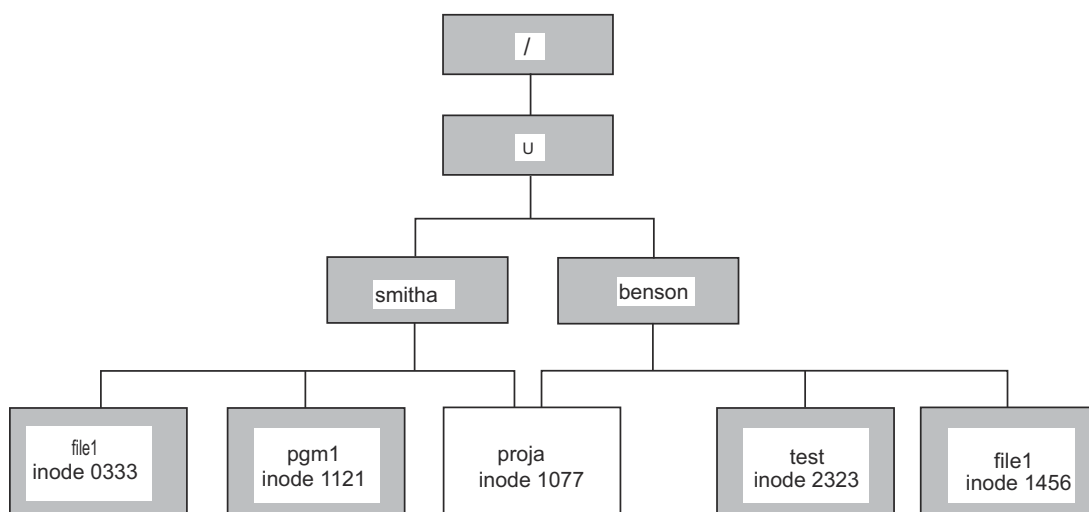 /
U
smitha
benson
file1
inode 0333
pgm1
inode 1121
proja
inode 1077
test
inode 2323
file1
inode 1456